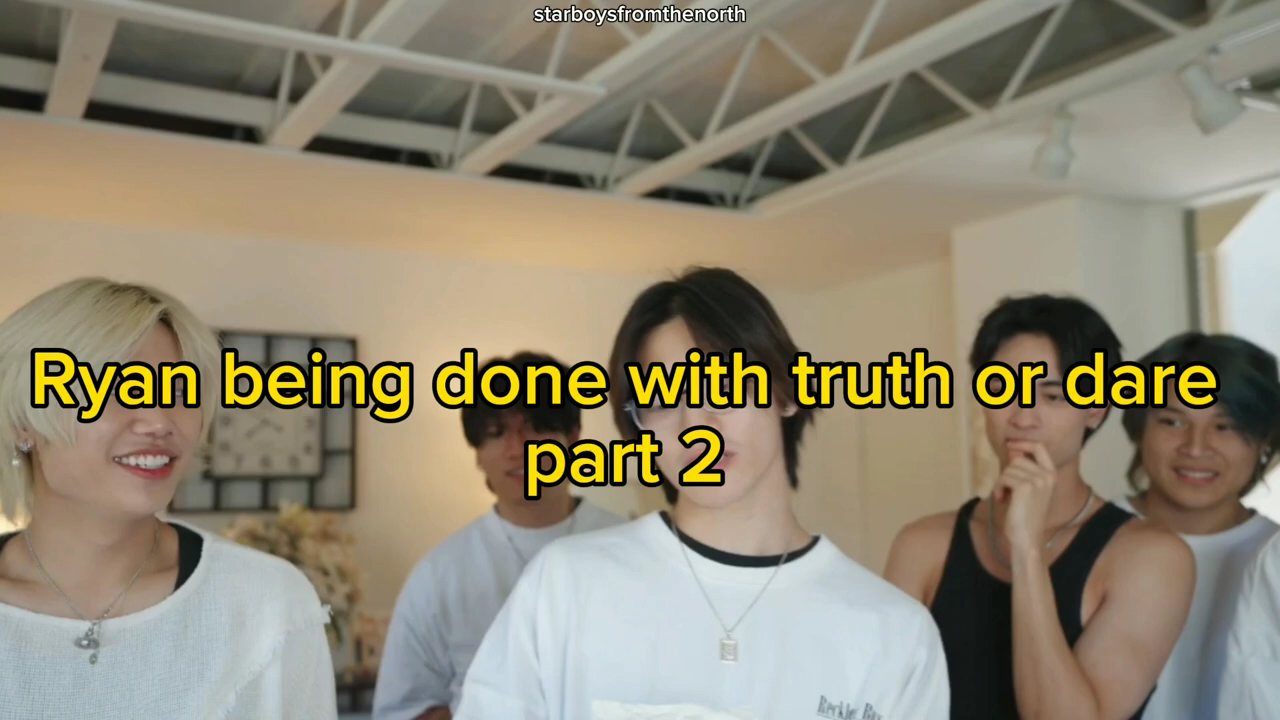 starboysfromthenorth
Ryan being done with truth or dare
part 2